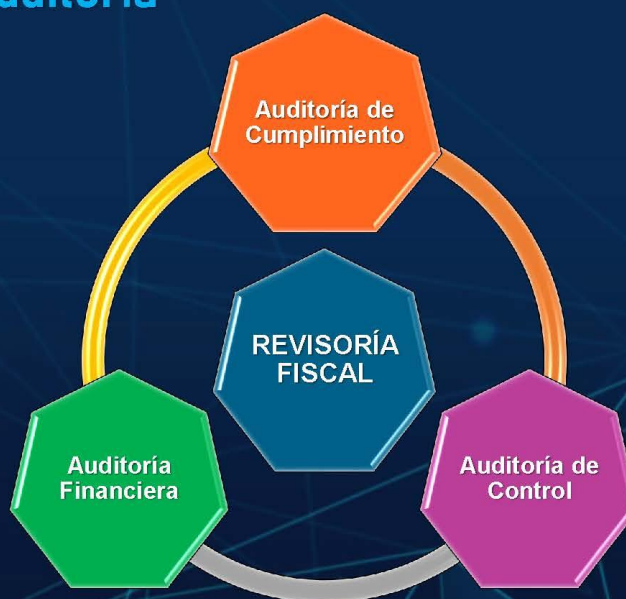 Auditoría de
Cumplimiento
REVISORÍA
FISCAL
Auditoría
Financiera
Auditoría de
Control